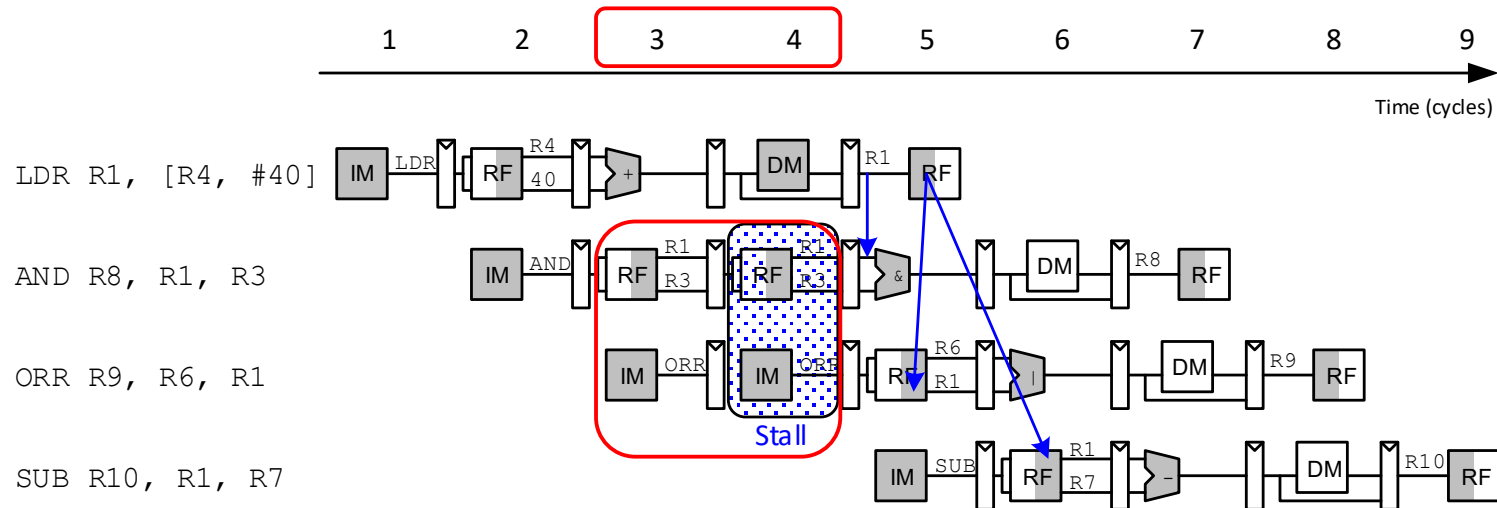 1 2 3 4 5 6 7 8 9
Time (cycles)
LDR R1, [R4, #40] IM LDR RF R4 40 + DM R1 RF
AND R8, R1, R3 IM AND RF R1 R3 RF R1 R3 & DM R8 RF
ORR R9, R6, R1 IM ORR IM ORR RF R6 R1 | DM R9 RF
Stall
SUB R10, R1, R7 IM SUB RF R1 R7 - DM R10 RF